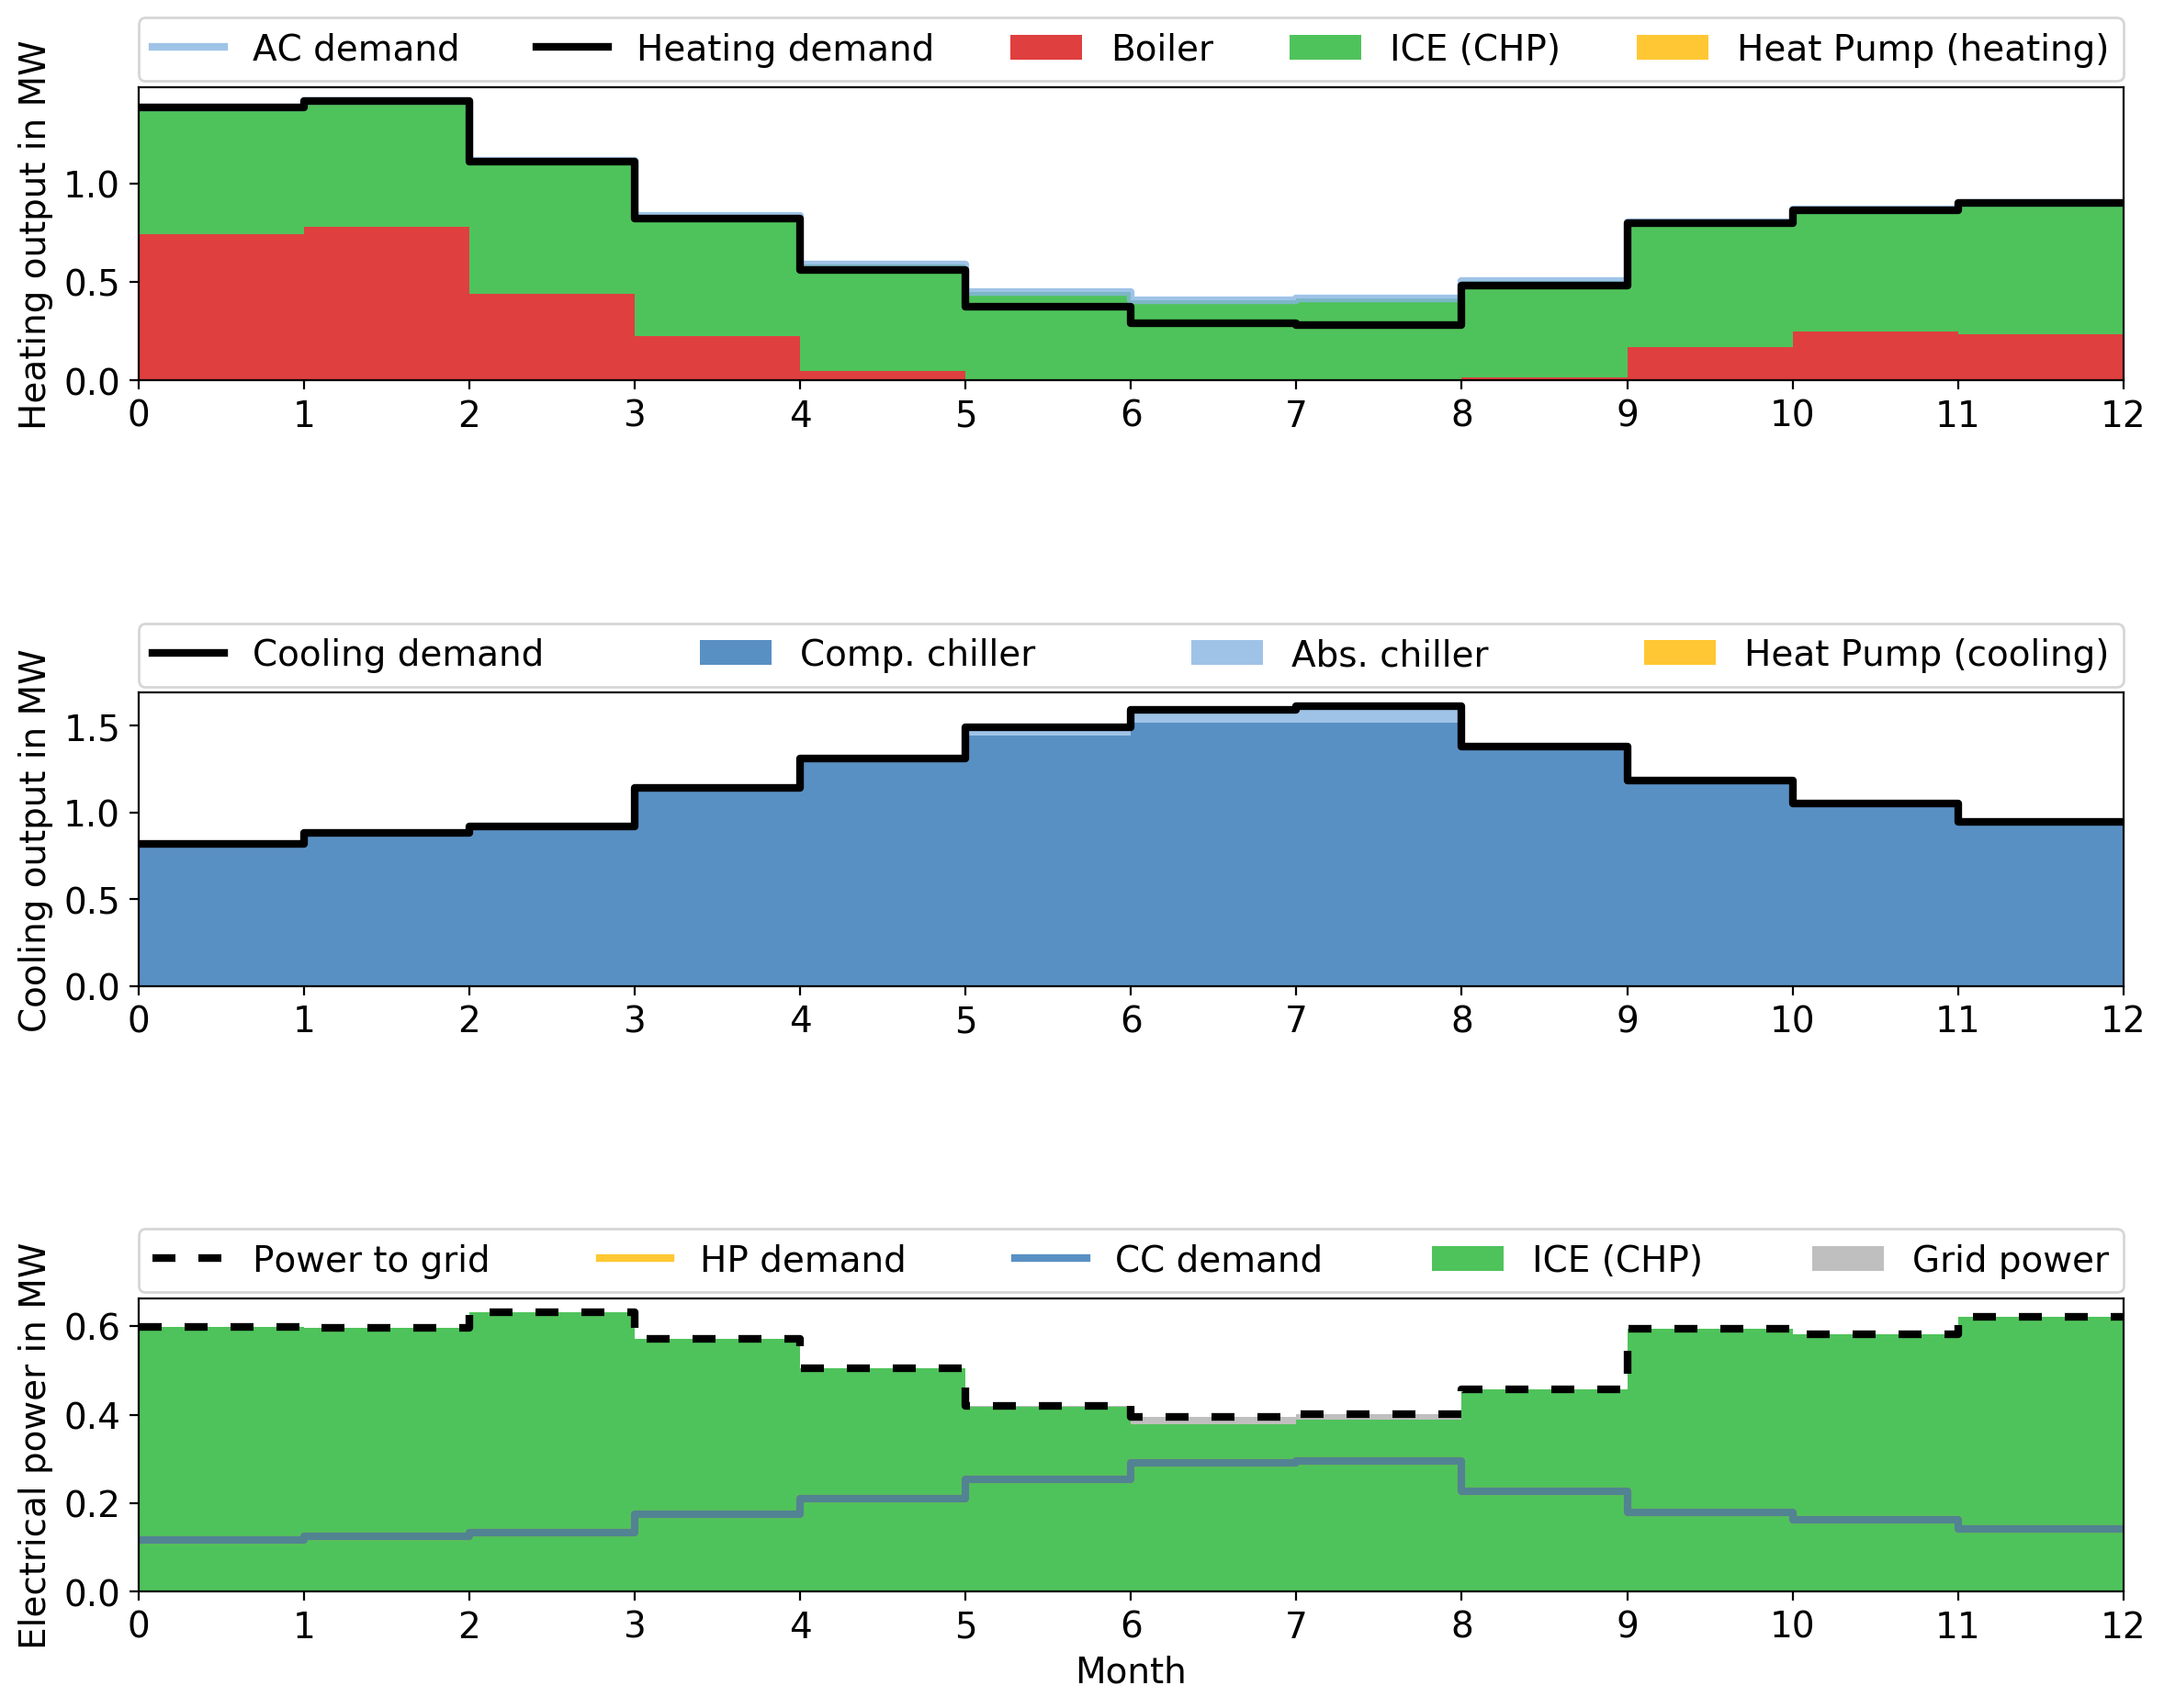 AC demand Heating demand Boiler ICE (CHP) Heat Pump (heating)
Heating output in MW
1.0
0.5
0.0
0 1 2 3 4 5 6 7 8 9 10 11 12
Cooling demand Comp. chiller Abs. chiller Heat Pump (cooling)
Cooling output in MW
1.5
1.0
0.5
0.0
0 1 2 3 4 5 6 7 8 9 10 11 12
Power to grid HP demand CC demand ICE (CHP) Grid power
Electrical power in MW
0.6
0.4
0.2
0.0
0 1 2 3 4 5 6 7 8 9 10 11 12
Month